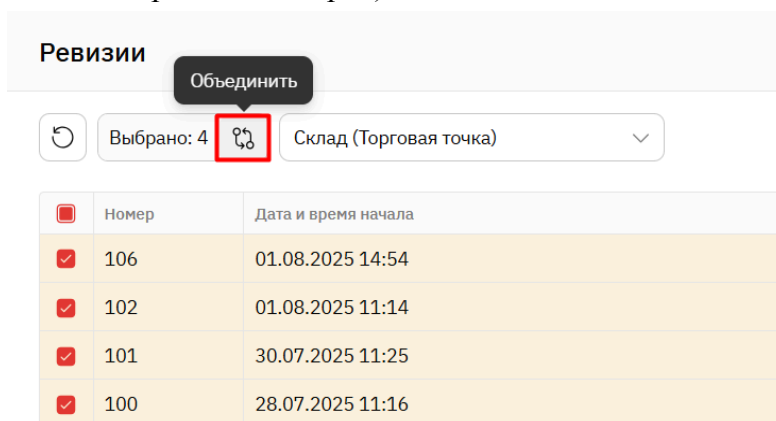 Ревизии
Объединить
Выбрано: 4
Склад (Торговая точка)
Номер Дата и время начала
106 01.08.2025 14:54
102 01.08.2025 11:14
101 30.07.2025 11:25
100 28.07.2025 11:16